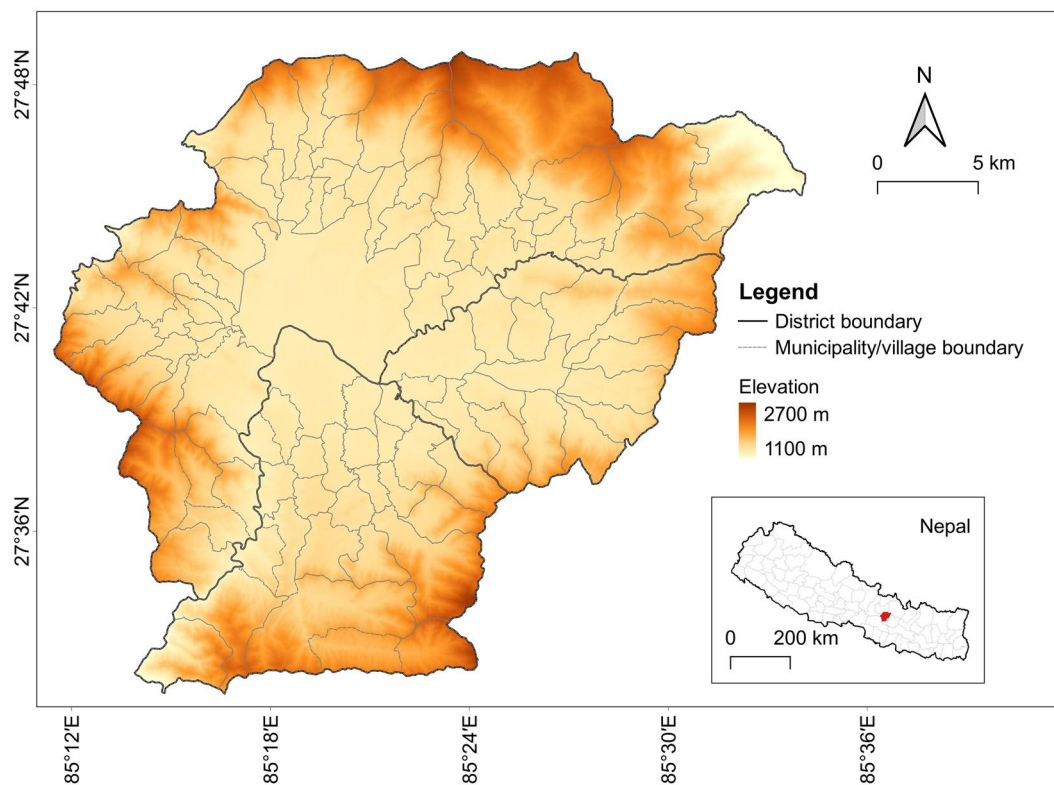 27°48'N
27°42'N
27°36'N
N
0 5 km
Legend
District boundary
Municipality/village boundary
Elevation
2700 m
1100 m
Nepal
0 200 km
85°12'E
85°18'E
85°24'E
85°30'E
85°36'E